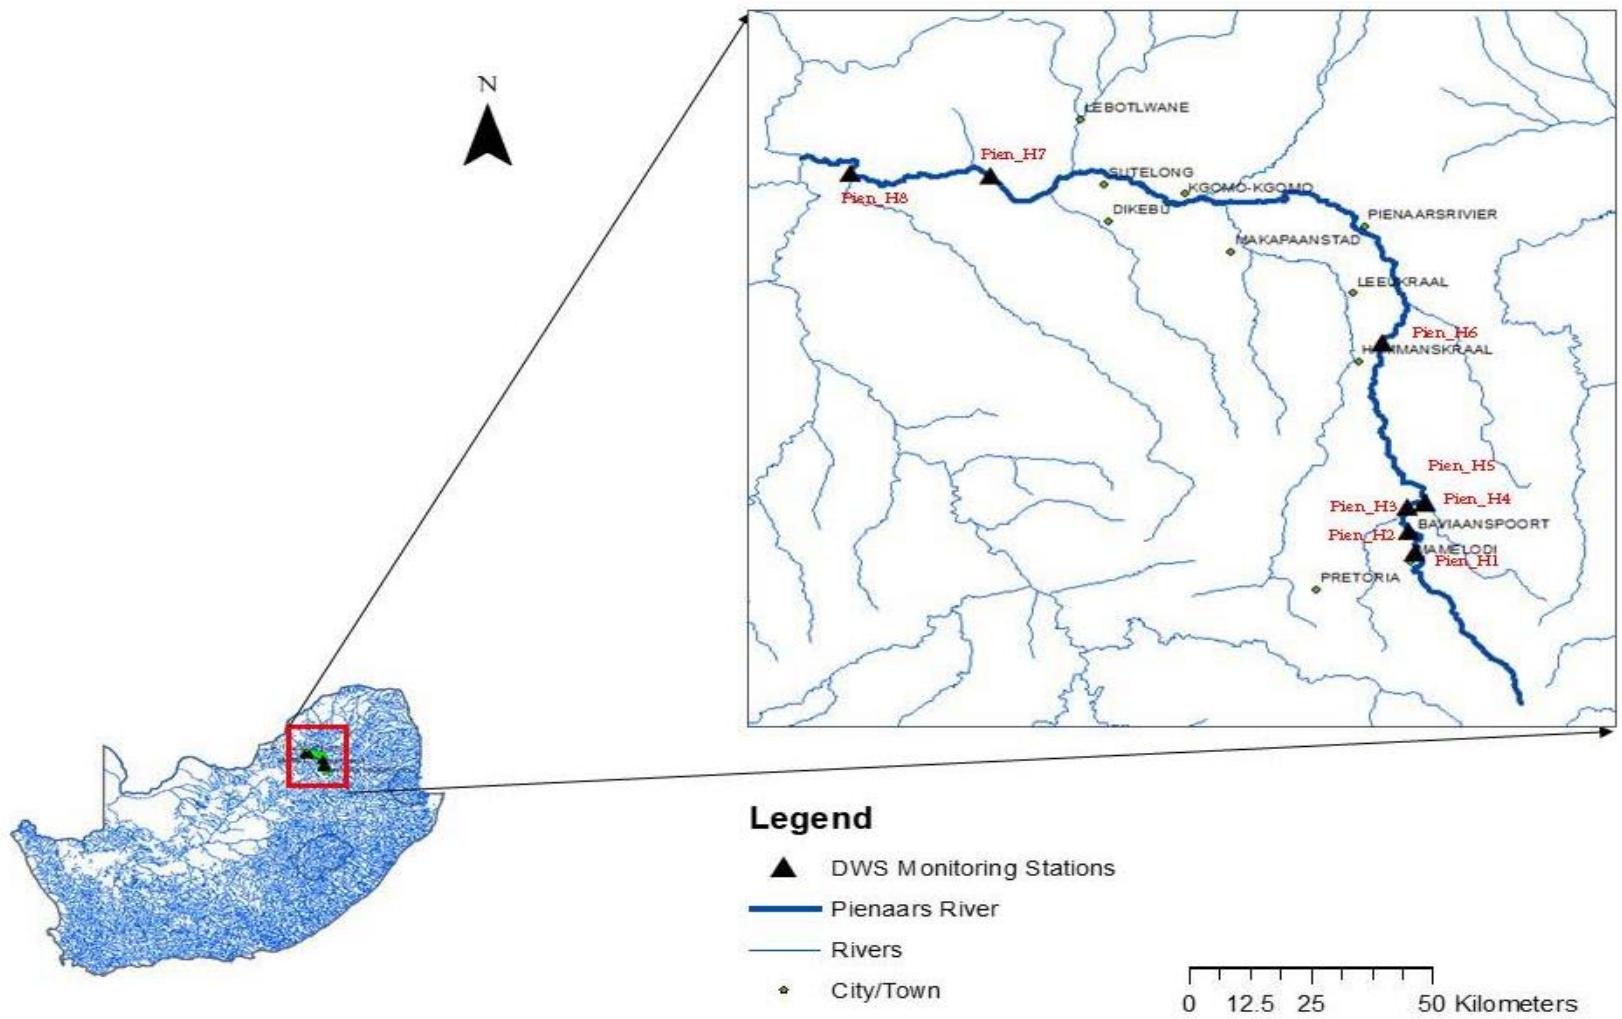 N
LEBOTLWANE
Pien_H7
SUTELONG
Pien_H8
KGOMO-KGOMO
DIKEBU
PIENAARSRIVIER
MAKAPAANSTAD
LEEUKRAAL
Pien_H6
HAMMANSKRAAL
Pien_H5
Pien_H4
Pien_H3
BAVIAANSPOORT
Pien_H2
MAMELODI
Pien_H1
PRETORIA
Legend
DWS Monitoring Stations
Pienaars River
Rivers
City/Town
0 12.5 25 50 Kilometers